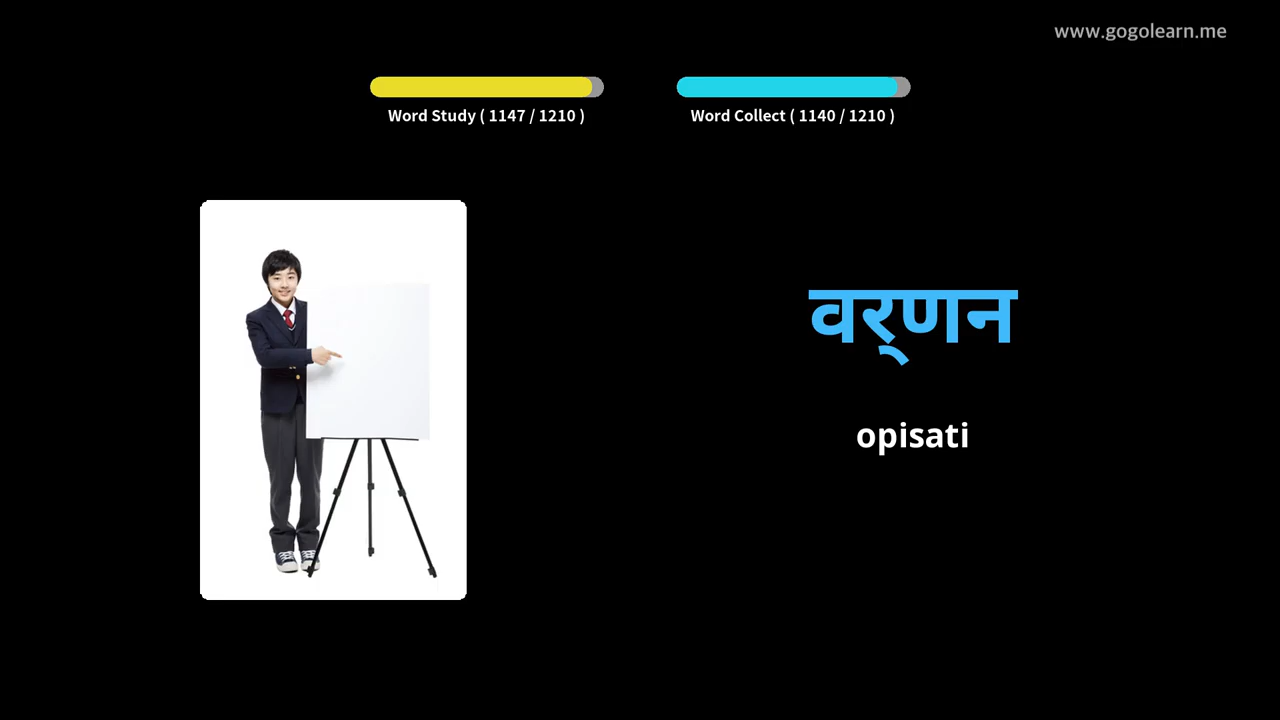 www.gogolearn.me
Word Study ( 1147 / 1210 )
Word Collect ( 1140 / 1210 )
वर्‌णन
opisati